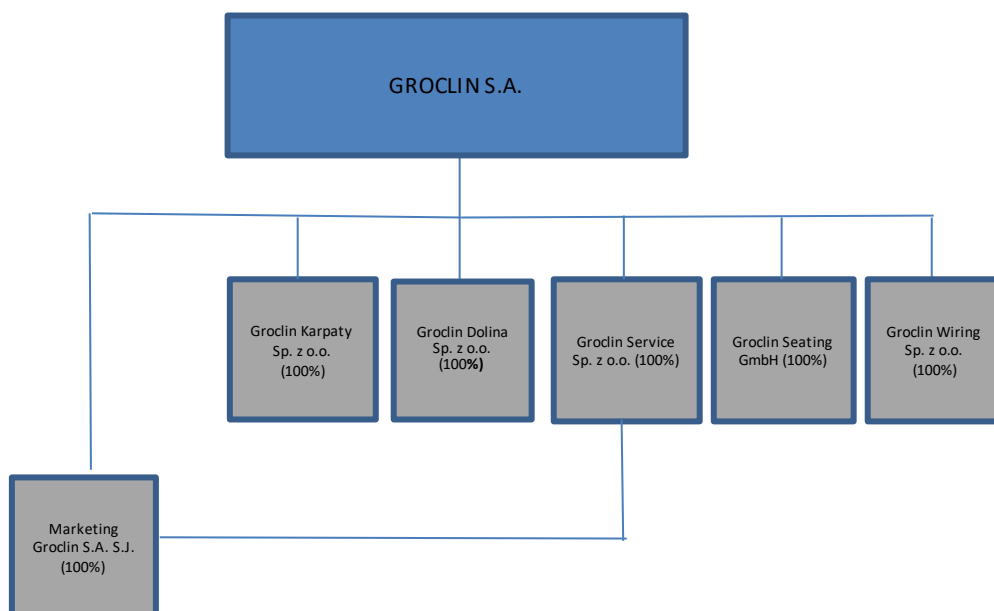 GROCLIN S.A.
Groclin Karpaty
Sp. z o.o.
(100%)
Groclin Dolina
Sp. z o.o.
(100%)
Groclin Service
Sp. z o.o. (100%)
Groclin Seating
GmbH (100%)
Groclin Wiring
Sp. z o.o.
(100%)
Marketing
Groclin S.A. S.J.
(100%)